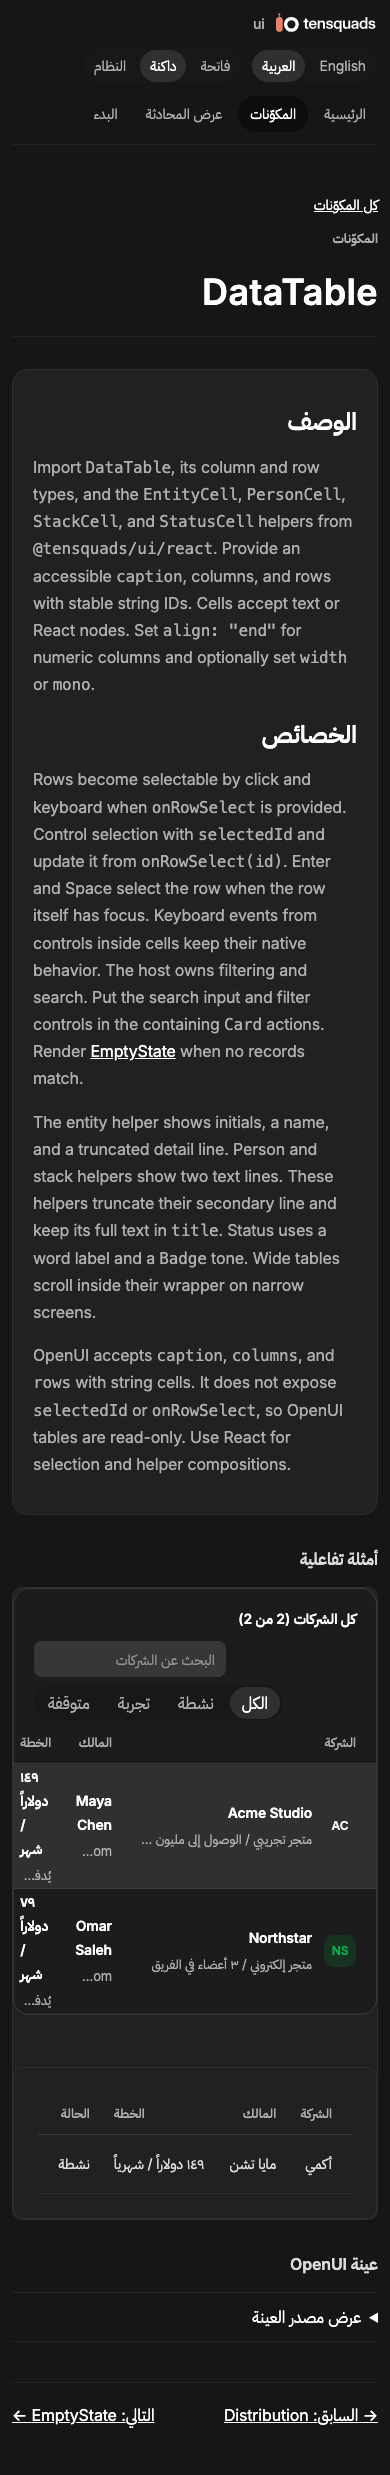 tensquads ui
English العربية فاتحة داكنة النظام
الرئيسية المكوّنات عرض المحادثة البدء
كل المكوّنات
المكوّنات
DataTable
الوصف
Import DataTable, its column and row
types, and the EntityCell, PersonCell,
StackCell, and StatusCell helpers from
@tensquads/ui/react. Provide an
accessible caption, columns, and rows
with stable string IDs. Cells accept text or
React nodes. Set align: "end" for
numeric columns and optionally set width
or mono.
الخصائص
Rows become selectable by click and
keyboard when onRowSelect is provided.
Control selection with selectedId and
update it from onRowSelect(id). Enter
and Space select the row when the row
itself has focus. Keyboard events from
controls inside cells keep their native
behavior. The host owns filtering and
search. Put the search input and filter
controls in the containing Card actions.
Render EmptyState when no records
match.
The entity helper shows initials, a name,
and a truncated detail line. Person and
stack helpers show two text lines. These
helpers truncate their secondary line and
keep its full text in title. Status uses a
word label and a Badge tone. Wide tables
scroll inside their wrapper on narrow
screens.
OpenUI accepts caption, columns, and
rows with string cells. It does not expose
selectedId or onRowSelect, so OpenUI
tables are read-only. Use React for
selection and helper compositions.
أمثلة تفاعلية
كل الشركات (2 من 2)
البحث عن الشركات
الكل نشطة تجربة متوقفة
الشركة المالك الخطة
AC Acme Studio
متجر تجريبي / الوصول إلى مليون ...
Maya
Chen
...om
١٤٩
دولاراً
/
شهر
يُدف...
NS Northstar
متجر إلكتروني / ٣ أعضاء في الفريق
Omar
Saleh
...om
٧٩
دولاراً
/
شهر
يُدف...
الشركة المالك الخطة الحالة
أكمي مايا تشن ١٤٩ دولاراً / شهرياً نشطة
عينة OpenUI
◀ عرض مصدر العينة
→ السابق: Distribution
التالي: EmptyState ←